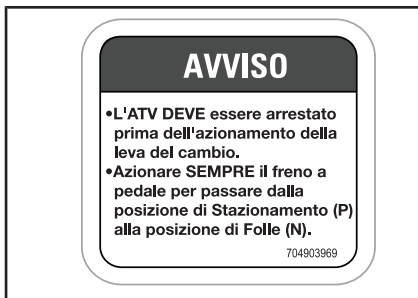 AVVISO
•L'ATV DEVE essere arrestato
prima dell'azionamento della
leva del cambio.
•Azionare SEMPRE il freno a
pedale per passare dalla
posizione di Stazionamento (P)
alla posizione di Folle (N).
704903969